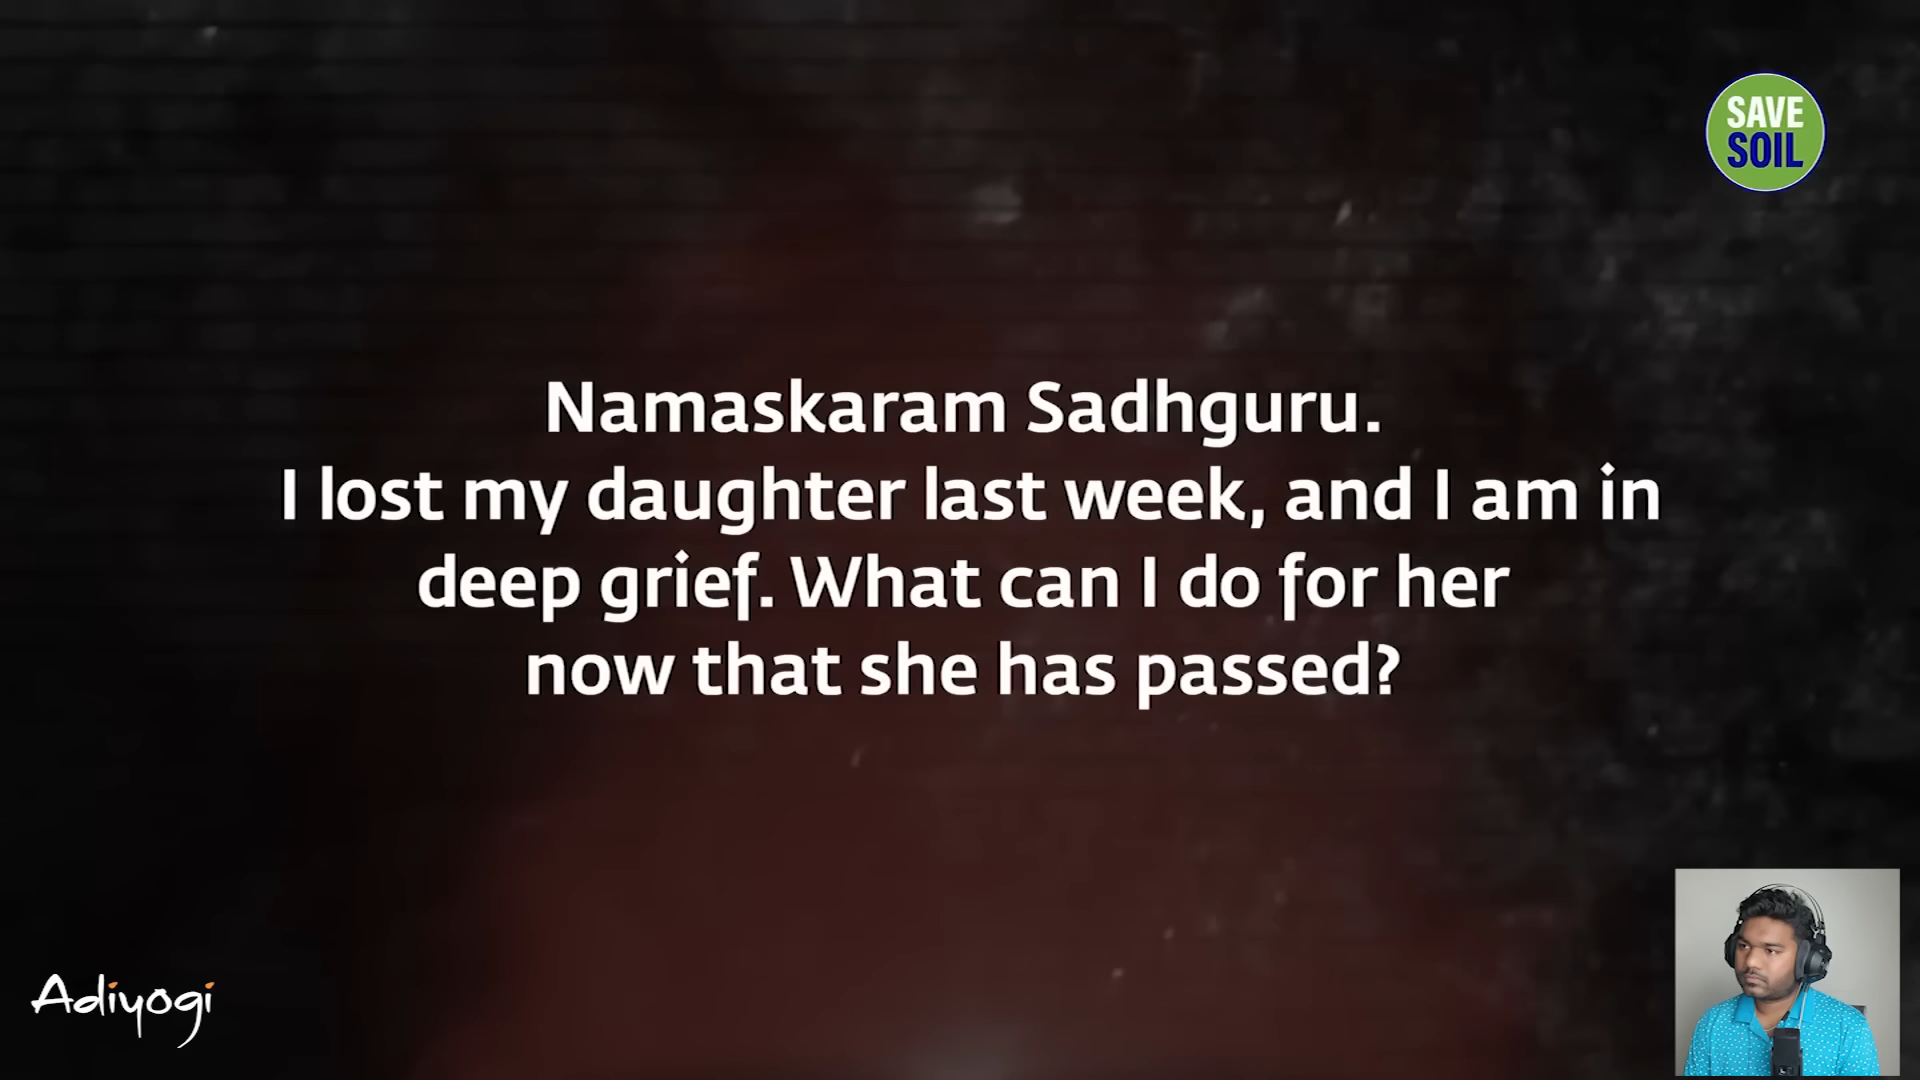 SAVE
SOIL
Namaskaram Sadhguru.
I lost my daughter last week, and I am in
deep grief. What can I do for her
now that she has passed?
Adiyogi